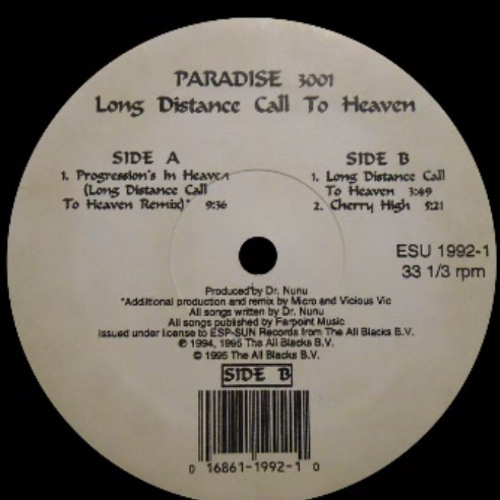 PARADISE 3001
Long Distance Call To Heaven
SIDE A
1. Progression's In Heaven
(Long Distance Call
To Heaven Remix)* 9:36
SIDE B
1. Long Distance Call
To Heaven 3:49
2. Cherry High 5:21
ESU 1992-1
33 1/3 rpm
Produced by Dr. Nunu
*Additional production and remix by Micro and Vicious Vic
All songs written by Dr. Nunu
All songs published by Farpoint Music
Issued under license to ESP-SUN Records from The All Blacks B.V.
℗ 1994, 1995 The All Blacks B.V.
© 1995 The All Blacks B.V.
SIDE B
0 16861-1992-1 0